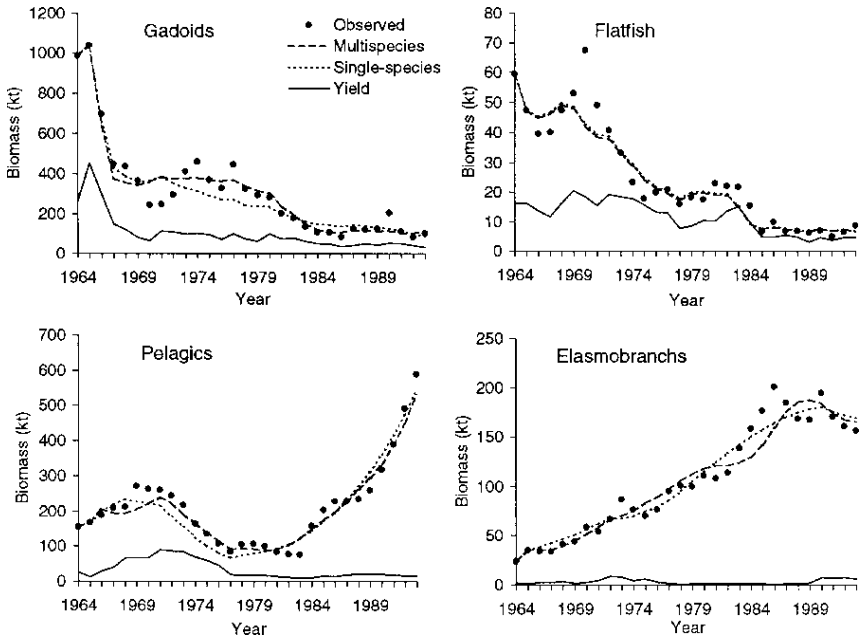 Gadoids
Observed
Multispecies
Single-species
Yield
Biomass (kt)
1200
1000
800
600
400
200
0
1964 1969 1974 1979 1984 1989
Year
Flatfish
Biomass (kt)
80
70
60
50
40
30
20
10
0
1964 1969 1974 1979 1984 1989
Year
Pelagics
Biomass (kt)
700
600
500
400
300
200
100
0
1964 1969 1974 1979 1984 1989
Year
Elasmobranchs
Biomass (kt)
250
200
150
100
50
0
1964 1969 1974 1979 1984 1989
Year